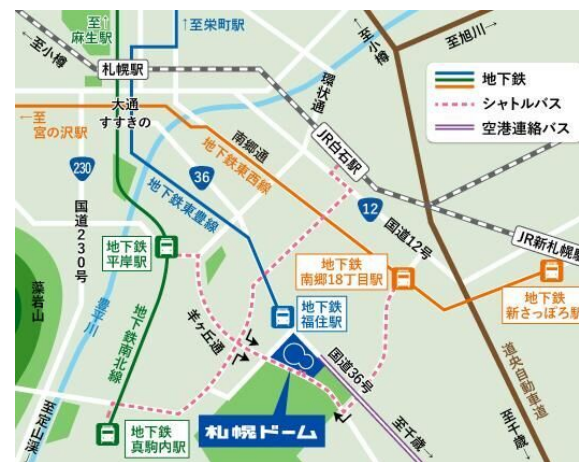 至↑
麻生駅
↑至栄町駅
←至小樽
札幌駅
至小樽→
至旭川→
環状通
地下鉄
シャトルバス
空港連絡バス
大通
すすきの
←至
宮の沢駅
南郷通
JR白石駅
地下鉄東西線
230
36
12
国道230号
地下鉄東豊線
国道12号
JR新札幌駅
地下鉄
平岸駅
地下鉄
南郷18丁目駅
地下鉄
新さっぽろ駅
藻岩山
豊平川
地下鉄南北線
羊ヶ丘通
地下鉄
福住駅
国道36号
道央自動車道
札幌ドーム
地下鉄
真駒内駅
至定山渓
至千歳→
至千歳→